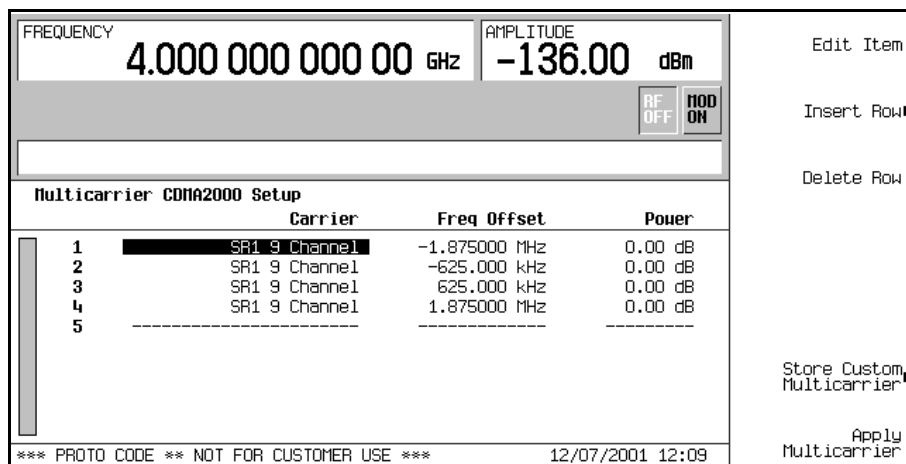 FREQUENCY
4.000 000 000 00 GHz
AMPLITUDE
-136.00 dBm
RF OFF
MOD ON
Multicarrier CDMA2000 Setup
Carrier Freq Offset Power
1 SR1 9 Channel -1.875000 MHz 0.00 dB
2 SR1 9 Channel -625.000 kHz 0.00 dB
3 SR1 9 Channel 625.000 kHz 0.00 dB
4 SR1 9 Channel 1.875000 MHz 0.00 dB
5 ----------------------- ------------- ---------
*** PROTO CODE ** NOT FOR CUSTOMER USE *** 12/07/2001 12:09
Edit Item
Insert Row
Delete Row
Store Custom
Multicarrier
Apply
Multicarrier